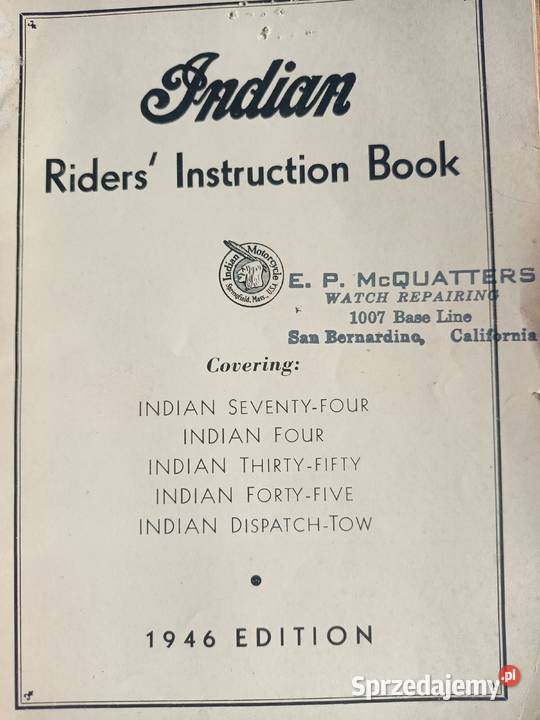 Indian
Riders' Instruction Book
Indian Motorcycle
Springfield, Mass., U.S.A.
E. P. McQUATTERS
WATCH REPAIRING
1007 Base Line
San Bernardino, California
Covering:
INDIAN SEVENTY-FOUR
INDIAN FOUR
INDIAN THIRTY-FIFTY
INDIAN FORTY-FIVE
INDIAN DISPATCH-TOW
1946 EDITION
Sprzedajemy.pl